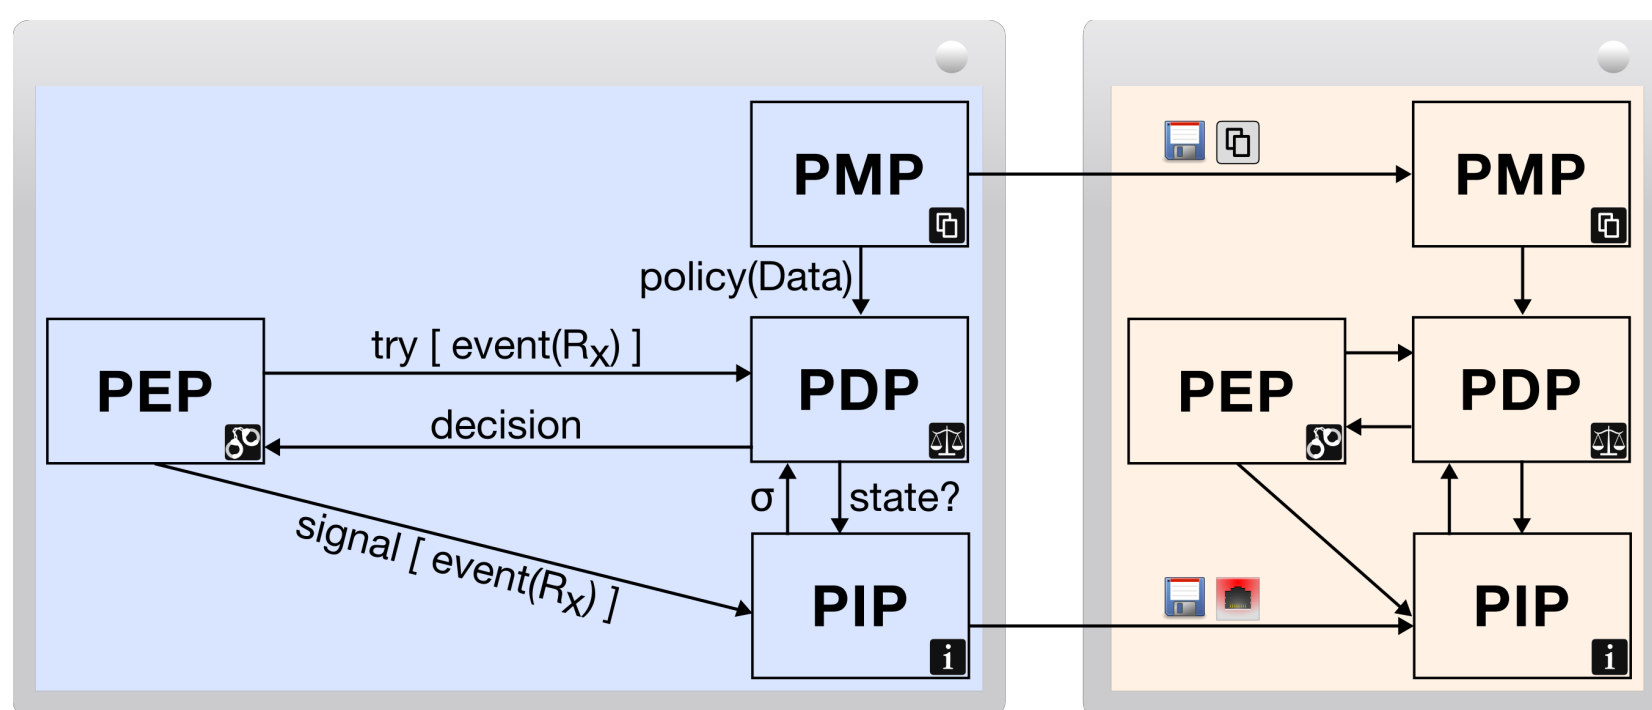 PMP
policy(Data)
PEP
try [ event(Rx) ]
decision
PDP
σ
state?
signal [ event(Rx) ]
PIP
i
PMP
PEP
PDP
PIP
i